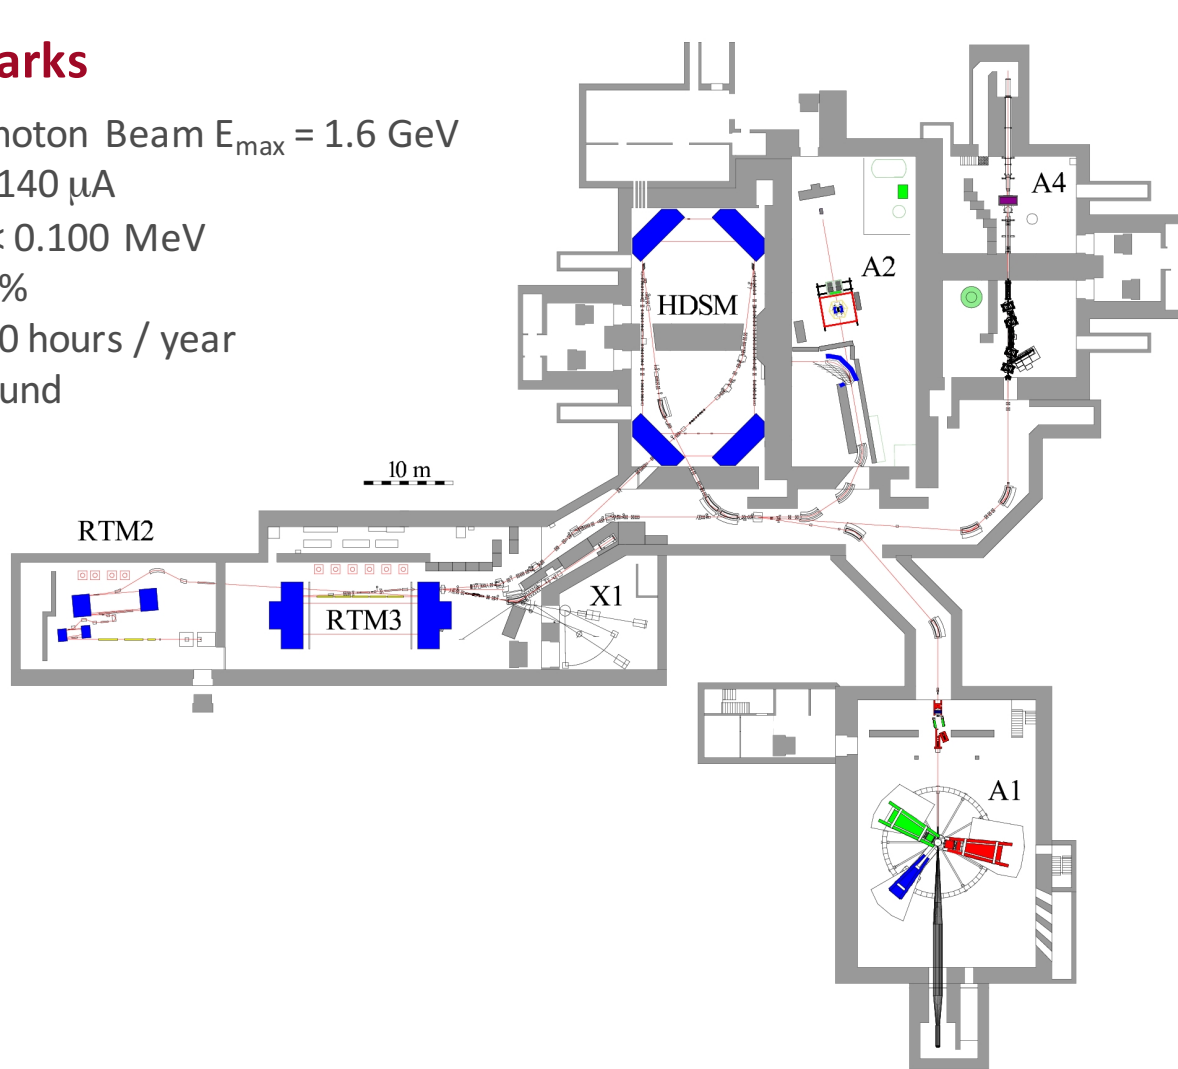 arks
noton Beam Emax = 1.6 GeV
140 μA
< 0.100 MeV
%
0 hours / year
und
A4
A2
HDSM
10 m
RTM2
X1
RTM3
A1